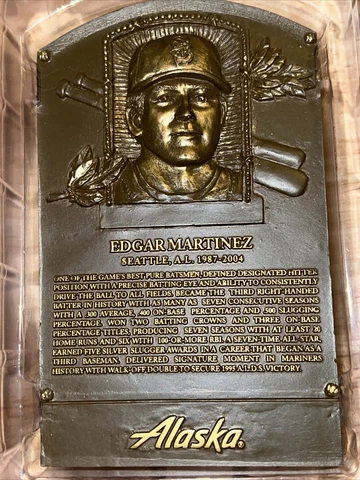 EDGAR MARTINEZ
SEATTLE, A.L. 1987-2004
ONE OF THE GAME'S BEST PURE BATSMEN, DEFINED DESIGNATED HITTER
POSITION WITH A PRECISE BATTING EYE AND ABILITY TO CONSISTENTLY
DRIVE THE BALL TO ALL FIELDS. BECAME THE THIRD RIGHT-HANDED
BATTER IN HISTORY WITH AS MANY AS SEVEN CONSECUTIVE SEASONS
WITH A .300 AVERAGE, .400 ON-BASE PERCENTAGE AND .500 SLUGGING
PERCENTAGE. WON TWO BATTING CROWNS AND THREE ON-BASE
PERCENTAGE TITLES, PRODUCING SEVEN SEASONS WITH AT LEAST 20
HOME RUNS AND SIX WITH 100-OR-MORE RBI. A SEVEN-TIME ALL-STAR,
EARNED FIVE SILVER SLUGGER AWARDS IN A CAREER THAT BEGAN AS A
THIRD BASEMAN. DELIVERED SIGNATURE MOMENT IN MARINERS
HISTORY, WITH WALK-OFF, DOUBLE TO SECURE 1995 A.L.D.S. VICTORY.
Alaska